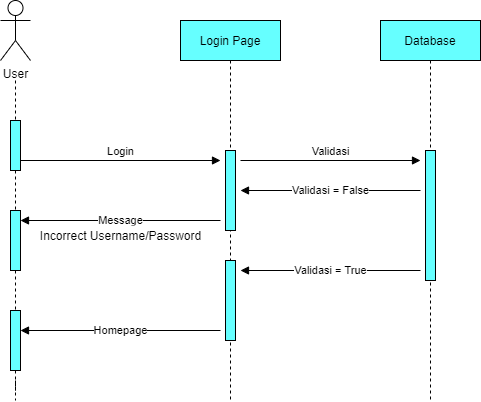 Login Page
Database
User
Login
Validasi
Validasi = False
Message
Incorrect Username/Password
Validasi = True
Homepage